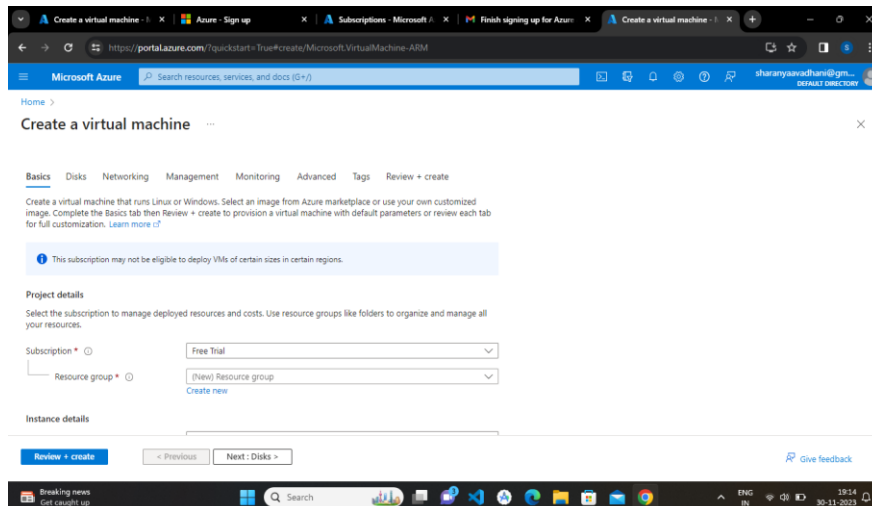 Create a virtual machine - M
Azure - Sign up
Subscriptions - Microsoft A
Finish signing up for Azure
Create a virtual machine - M
https://portal.azure.com/?quickstart=True#create/Microsoft.VirtualMachine-ARM
S
Microsoft Azure
Search resources, services, and docs (G+/)
sharanyaavadhani@gm...
DEFAULT DIRECTORY
Home >
Create a virtual machine ...
Basics Disks Networking Management Monitoring Advanced Tags Review + create
Create a virtual machine that runs Linux or Windows. Select an image from Azure marketplace or use your own customized
image. Complete the Basics tab then Review + create to provision a virtual machine with default parameters or review each tab
for full customization. Learn more
This subscription may not be eligible to deploy VMs of certain sizes in certain regions.
Project details
Select the subscription to manage deployed resources and costs. Use resource groups like folders to organize and manage all
your resources.
Subscription * Free Trial
Resource group * (New) Resource group
Create new
Instance details
Review + create < Previous Next : Disks > Give feedback
Breaking news
Get caught up
Search
ENG
IN
19:14
30-11-2023